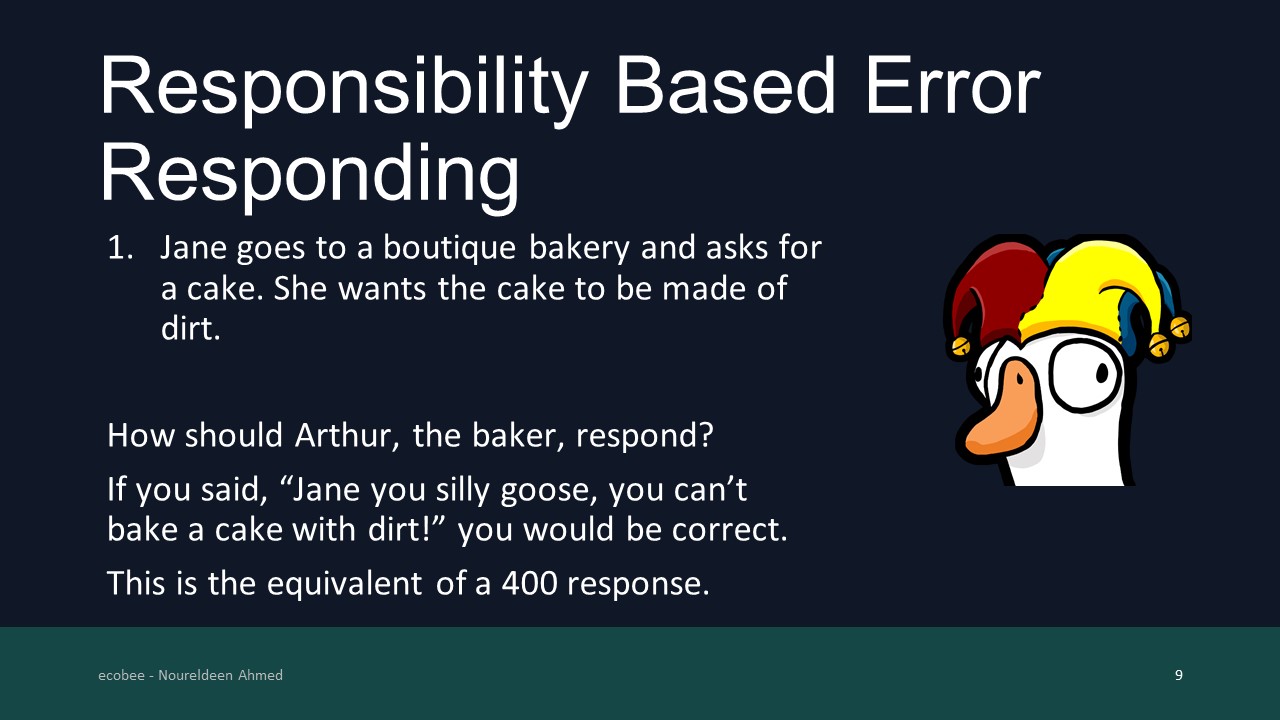 Responsibility Based Error
Responding
1. Jane goes to a boutique bakery and asks for
a cake. She wants the cake to be made of
dirt.
How should Arthur, the baker, respond?
If you said, “Jane you silly goose, you can’t
bake a cake with dirt!” you would be correct.
This is the equivalent of a 400 response.
ecobee - Noureldeen Ahmed
9